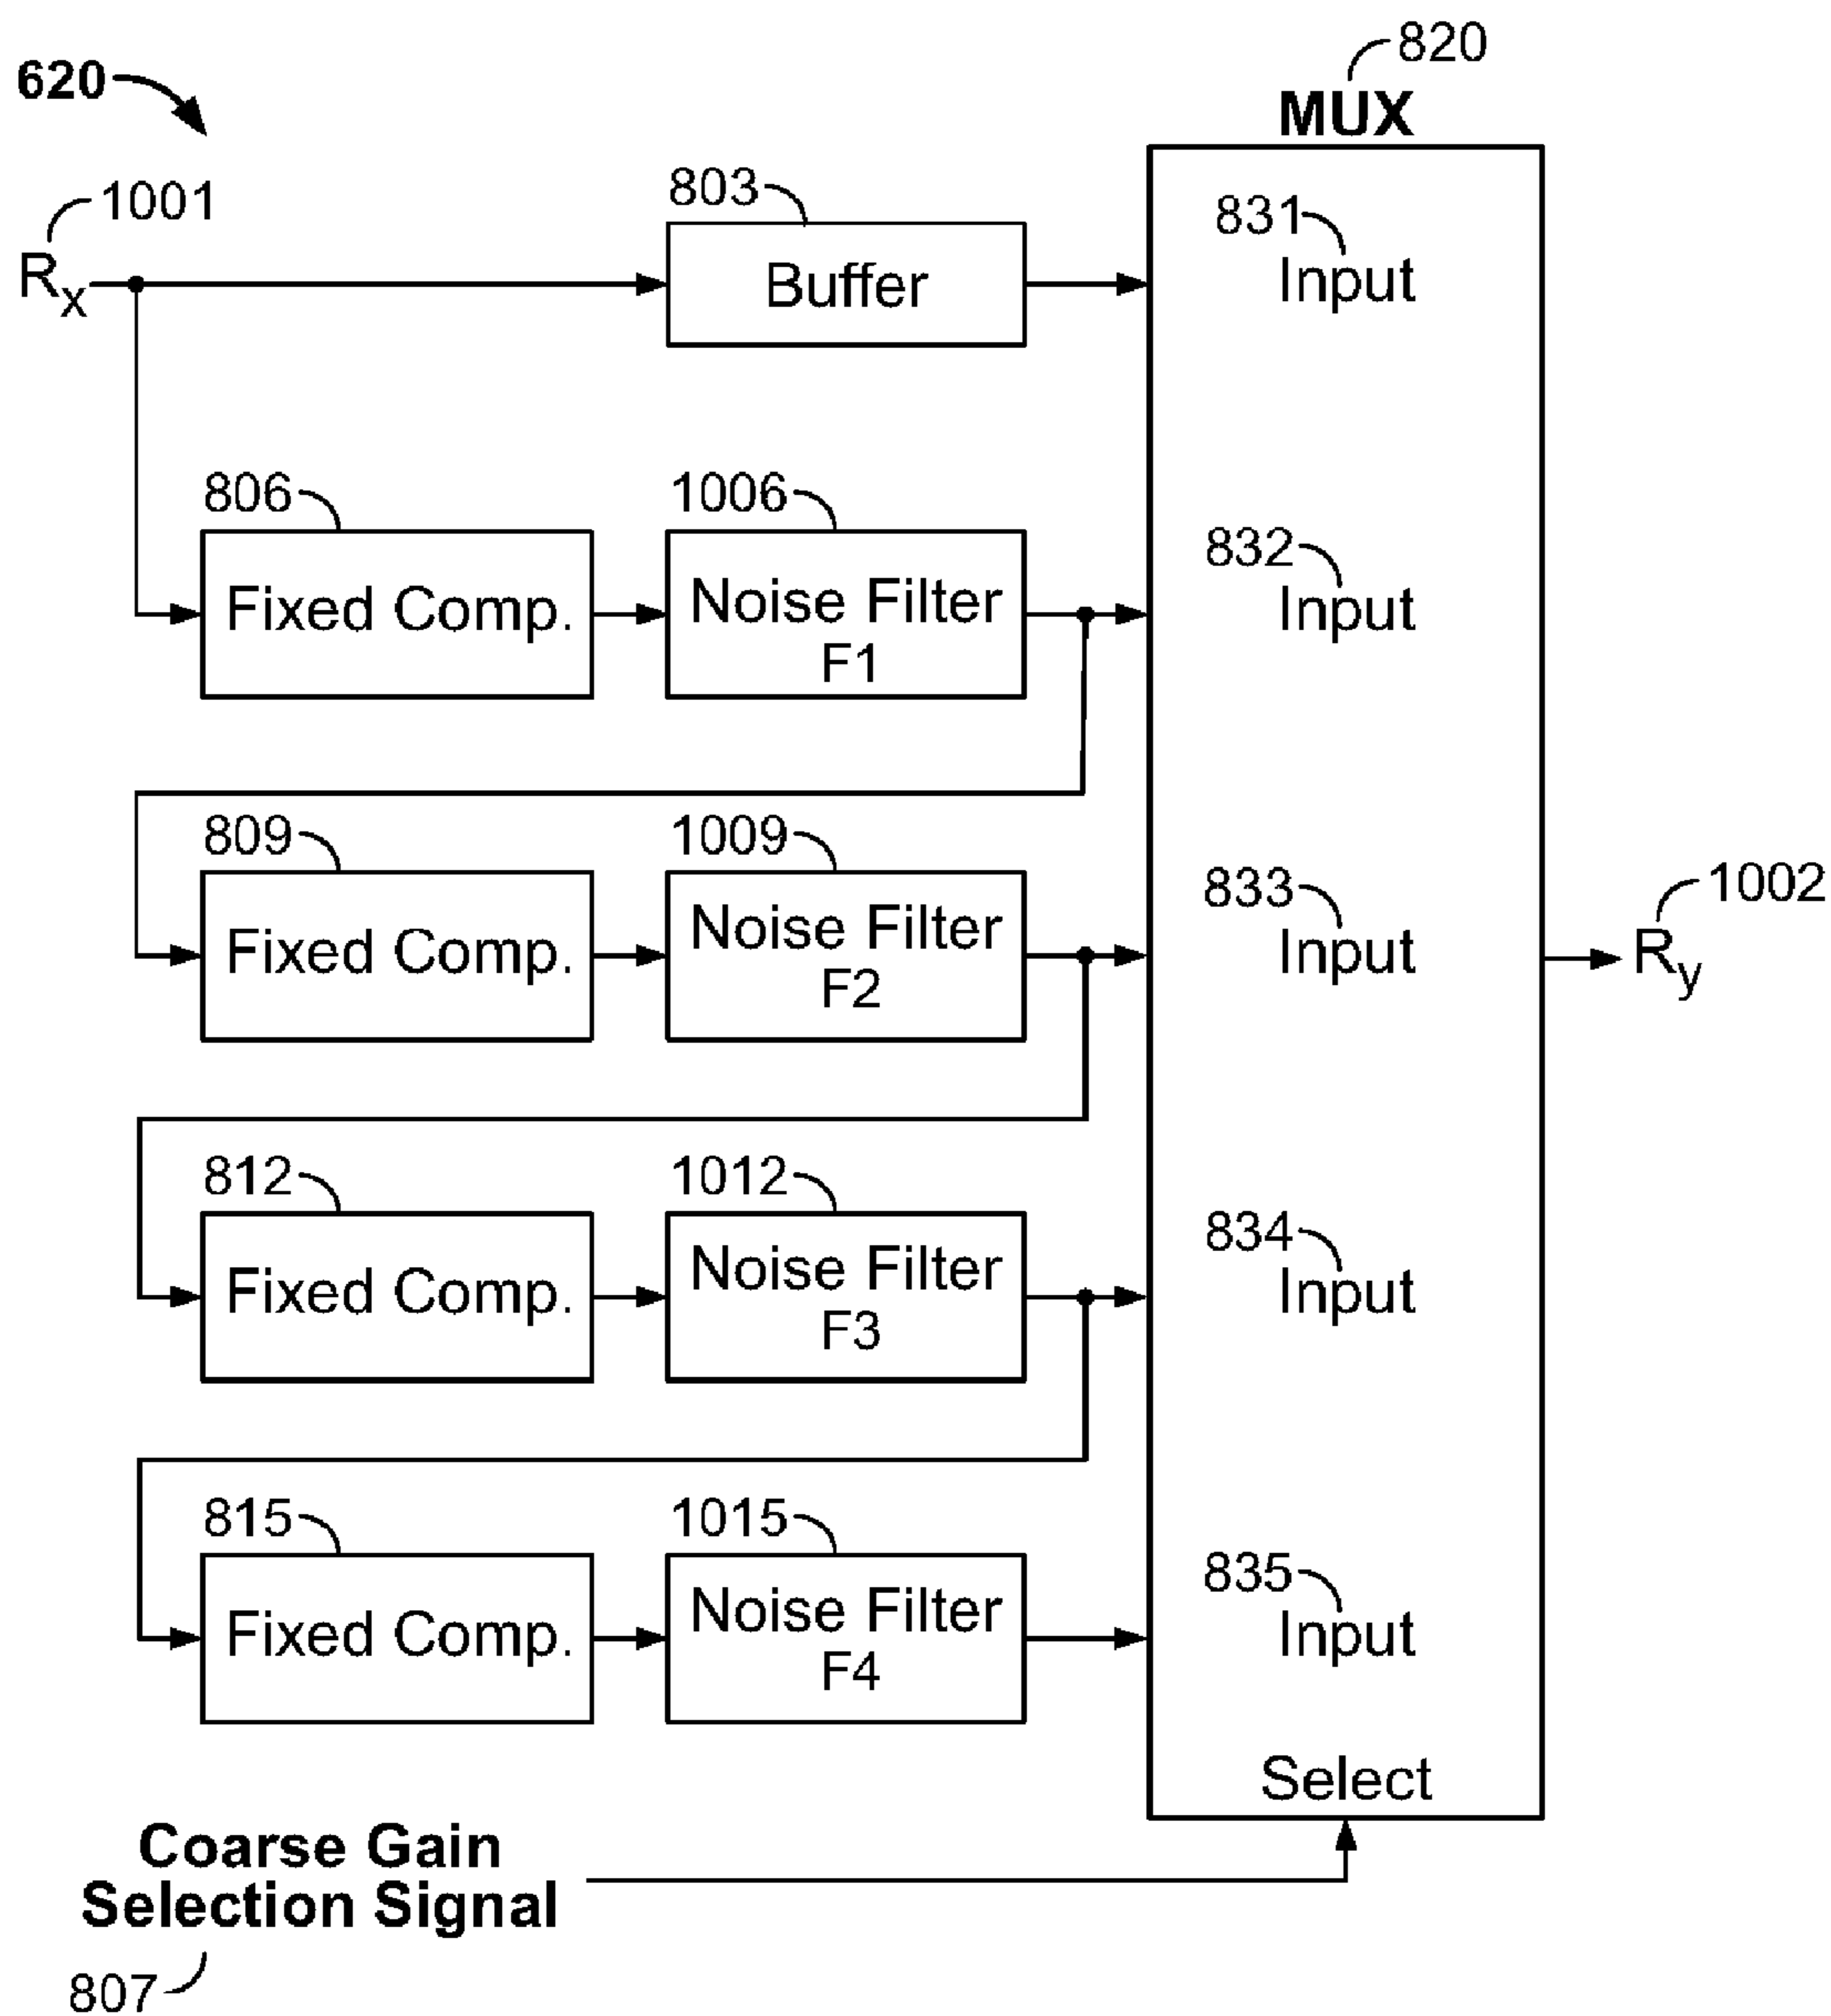 820
620
MUX
1001
803
831
Rx
Buffer
Input
806
1006
832
Fixed Comp.
Noise Filter
F1
Input
809
1009
833
1002
Fixed Comp.
Noise Filter
F2
Input
Ry
812
1012
834
Fixed Comp.
Noise Filter
F3
Input
815
1015
835
Fixed Comp.
Noise Filter
F4
Input
Select
Coarse Gain
Selection Signal
807